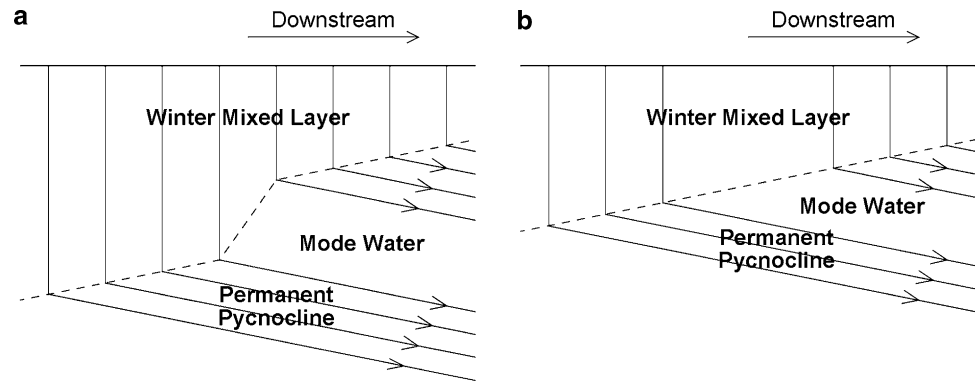 a
Downstream
Winter Mixed Layer
Mode Water
Permanent
Pycnocline
b
Downstream
Winter Mixed Layer
Mode Water
Permanent
Pycnocline